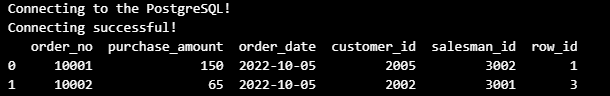 Connecting to the PostgreSQL!
Connecting successful!
order_no purchase_amount order_date customer_id salesman_id row_id
0 10001 150 2022-10-05 2005 3002 1
1 10002 65 2022-10-05 2002 3001 3